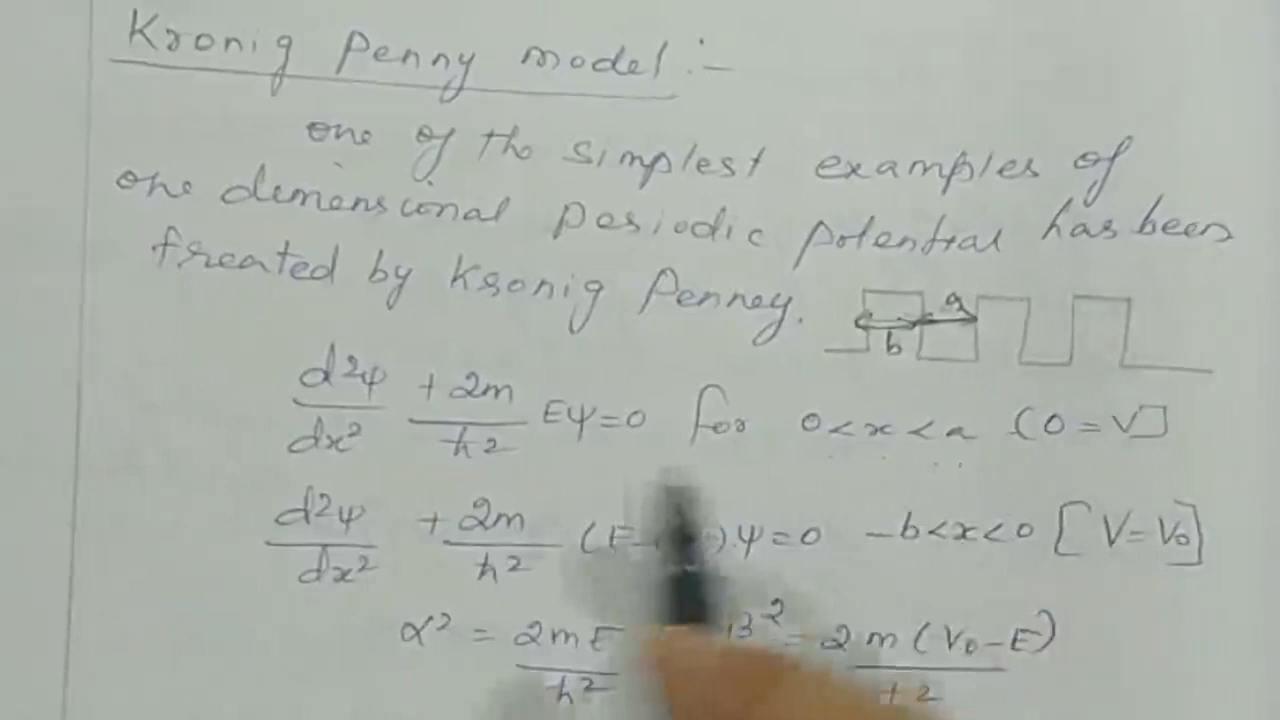 Kronig Penny model :-
one of the simplest examples of
one dimensional periodic potential has been
treated by Kronig Penney.
a
b
d²ψ/dx² + 2m/ħ² Eψ=0 for 0<x<a (0=V]
d²ψ/dx² + 2m/ħ² (E- ).ψ=0 -b<x<0 [V=V₀]
α² = 2mE/ħ² β² = 2m(V₀-E)/ħ²